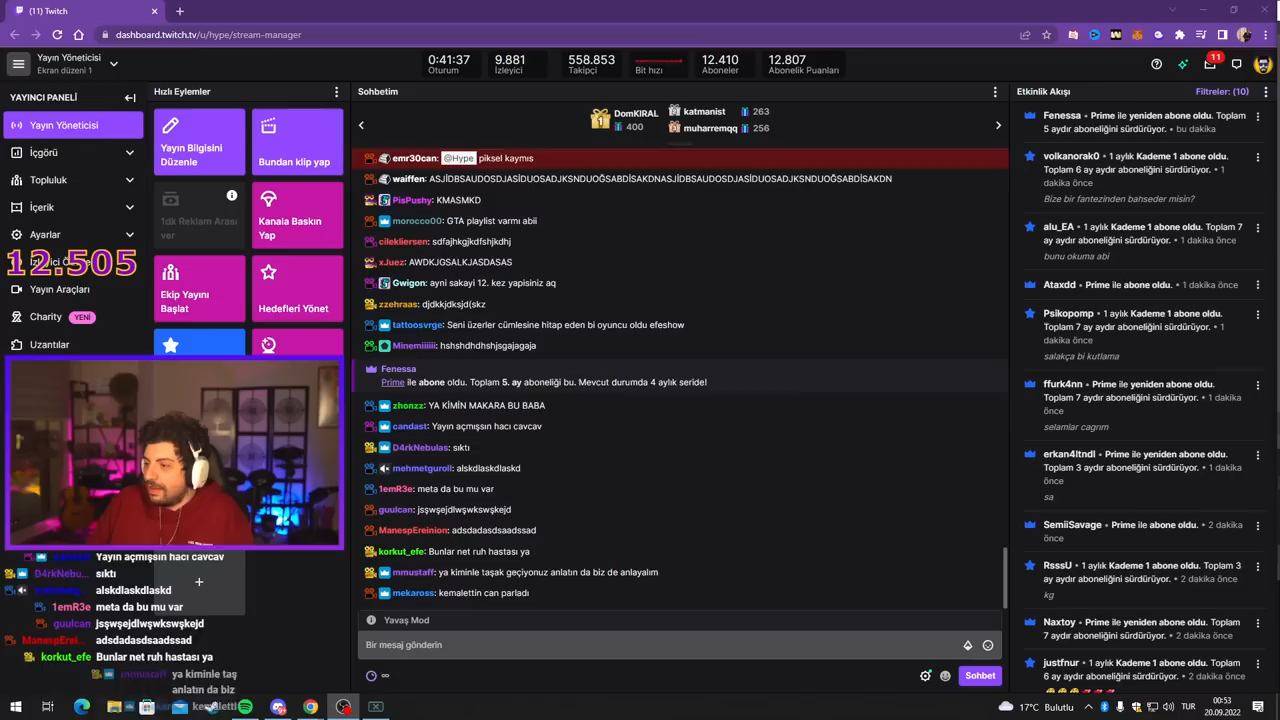 (11) Twitch
dashboard.twitch.tv/u/hype/stream-manager
Yayın Yöneticisi
Ekran düzeni 1
0:41:37
Oturum
9.881
İzleyici
558.853
Takipçi
Bit hızı
12.410
Aboneler
12.807
Abonelik Puanları
11
YAYINCI PANELİ
Yayın Yöneticisi
İçgörü
Topluluk
İçerik
Ayarlar
12.505
Yayın Araçları
Charity YENİ
Uzantılar
Hızlı Eylemler
Yayın Bilgisini
Düzenle
Bundan klip yap
1dk Reklam Arası
ver
Kanala Baskın
Yap
Ekip Yayını
Başlat
Hedefleri Yönet
Sohbetim
1
DomKIRAL
400
katmanist 263
muharremqq 256
emr30can: @Hype piksel kaymıs
waiffen: ASJİDBSAUDOSDJASİDUOSADJKSNDUOĞSABDİSAKDNASJİDBSAUDOSDJASİDUOSADJKSNDUOĞSABDİSAKDN
PisPushy: KMASMKD
morocco00: GTA playlist varmı abii
cilekliersen: sdfajhkgjkdfshjkdhj
xJuez: AWDKJGSALKJASDASAS
Gwigon: ayni sakayi 12. kez yapisiniz aq
zzehraas: djdkkjdksjd(skz
tattoosvrge: Seni üzerler cümlesine hitap eden bi oyuncu oldu efeshow
Minemiiiiii: hshshdhdhshjsgajagaja
Fenessa
Prime ile abone oldu. Toplam 5. ay aboneliği bu. Mevcut durumda 4 aylık seride!
zhonzz: YA KİMİN MAKARA BU BABA
candast: Yayın açmışsın hacı cavcav
D4rkNebulas: sıktı
mehmetguroll: alskdlaskdlaskd
1emR3e: meta da bu mu var
guulcan: jsşwşejdlwşwkswşkejd
ManespEreinion: adsdadasdsaadssad
korkut_efe: Bunlar net ruh hastası ya
mmustaff: ya kiminle taşak geçiyonuz anlatın da biz de anlayalım
mekaross: kemalettin can parladı
Yavaş Mod
Bir mesaj gönderin
Sohbet
Etkinlik Akışı
Filtreler: (10)
Fenessa • Prime ile yeniden abone oldu. Toplam
5 aydır aboneliğini sürdürüyor. • bu dakika
volkanorak0 • 1 aylık Kademe 1 abone oldu.
Toplam 6 ay aydır aboneliğini sürdürüyor. • 1
dakika önce
Bize bir fantezinden bahseder misin?
alu_EA • 1 aylık Kademe 1 abone oldu. Toplam 7
ay aydır aboneliğini sürdürüyor. • 1 dakika önce
bunu okuma abi
Ataxdd • Prime ile abone oldu. • 1 dakika önce
Psikopomp • 1 aylık Kademe 1 abone oldu.
Toplam 7 ay aydır aboneliğini sürdürüyor. • 1
dakika önce
salakça bi kutlama
ffurk4nn • Prime ile yeniden abone oldu.
Toplam 7 aydır aboneliğini sürdürüyor. • 1 dakika
önce
selamlar cagrım
erkan4ltndl • Prime ile yeniden abone oldu.
Toplam 3 aydır aboneliğini sürdürüyor. • 1 dakika
önce
sa
SemiiSavage • Prime ile abone oldu. • 2 dakika
önce
RsssU • 1 aylık Kademe 1 abone oldu. Toplam 3
ay aydır aboneliğini sürdürüyor. • 2 dakika önce
kg
Naxtoy • Prime ile yeniden abone oldu. Toplam
7 aydır aboneliğini sürdürüyor. • 2 dakika önce
justfnur • 1 aylık Kademe 1 abone oldu. Toplam
6 ay aydır aboneliğini sürdürüyor. • 2 dakika önce
Yayın açmışsın hacı cavcav
D4rkNebu... sıktı
alskdlaskdlaskd
1emR3e meta da bu mu var
guulcan jsşwşejdlwşwkswşkejd
ManespErei... adsdadasdsaadssad
korkut_efe Bunlar net ruh hastası ya
mmustaff ya kiminle taş
anlatın da biz
kemaletti
17°C Bulutlu
TUR
00:53
20.09.2022